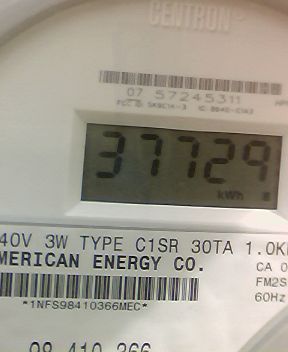 CENTRON
07 57245311
37729
kWh
40V 3W TYPE C1SR 30TA 1.0K
MERICAN ENERGY CO.
CA 0
FM2S
60Hz
*1NFS98410366MEC*
98 410 366